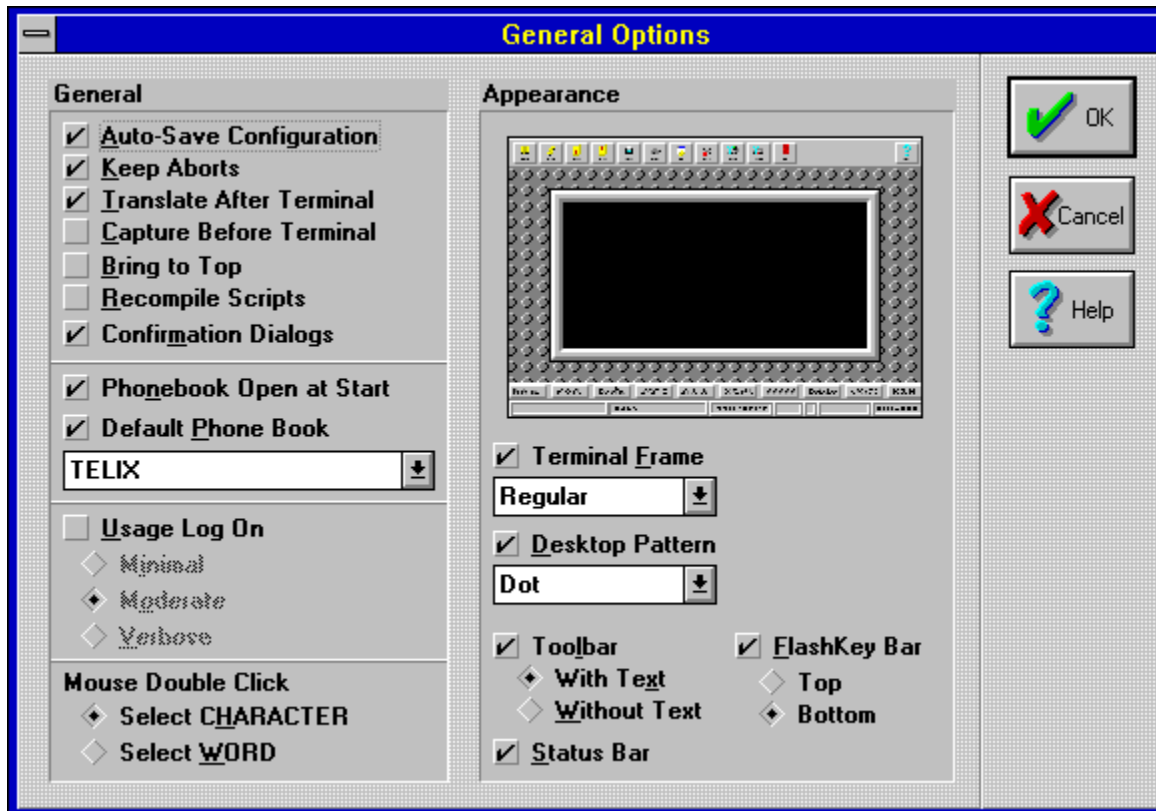 General Options
General
Auto-Save Configuration
Keep Aborts
Translate After Terminal
Capture Before Terminal
Bring to Top
Recompile Scripts
Confirmation Dialogs
Phonebook Open at Start
Default Phone Book
TELIX
Usage Log On
Minimal
Moderate
Verbose
Mouse Double Click
Select CHARACTER
Select WORD
Appearance
Terminal Frame
Regular
Desktop Pattern
Dot
Toolbar
With Text
Without Text
FlashKey Bar
Top
Bottom
Status Bar
OK
Cancel
Help